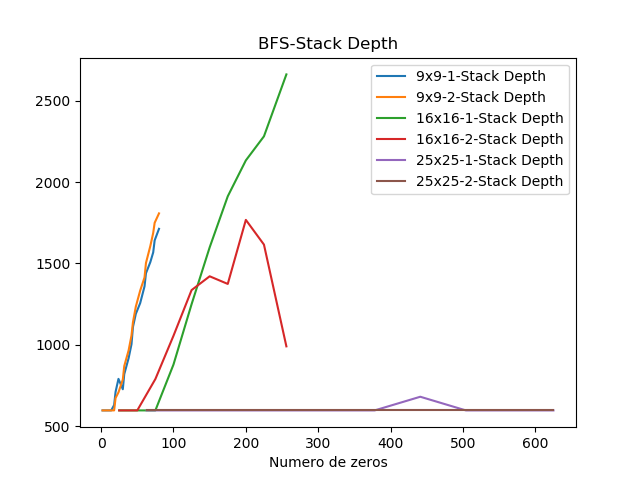 BFS-Stack Depth
9x9-1-Stack Depth
9x9-2-Stack Depth
16x16-1-Stack Depth
16x16-2-Stack Depth
25x25-1-Stack Depth
25x25-2-Stack Depth
2500
2000
1500
1000
500
0 100 200 300 400 500 600
Numero de zeros